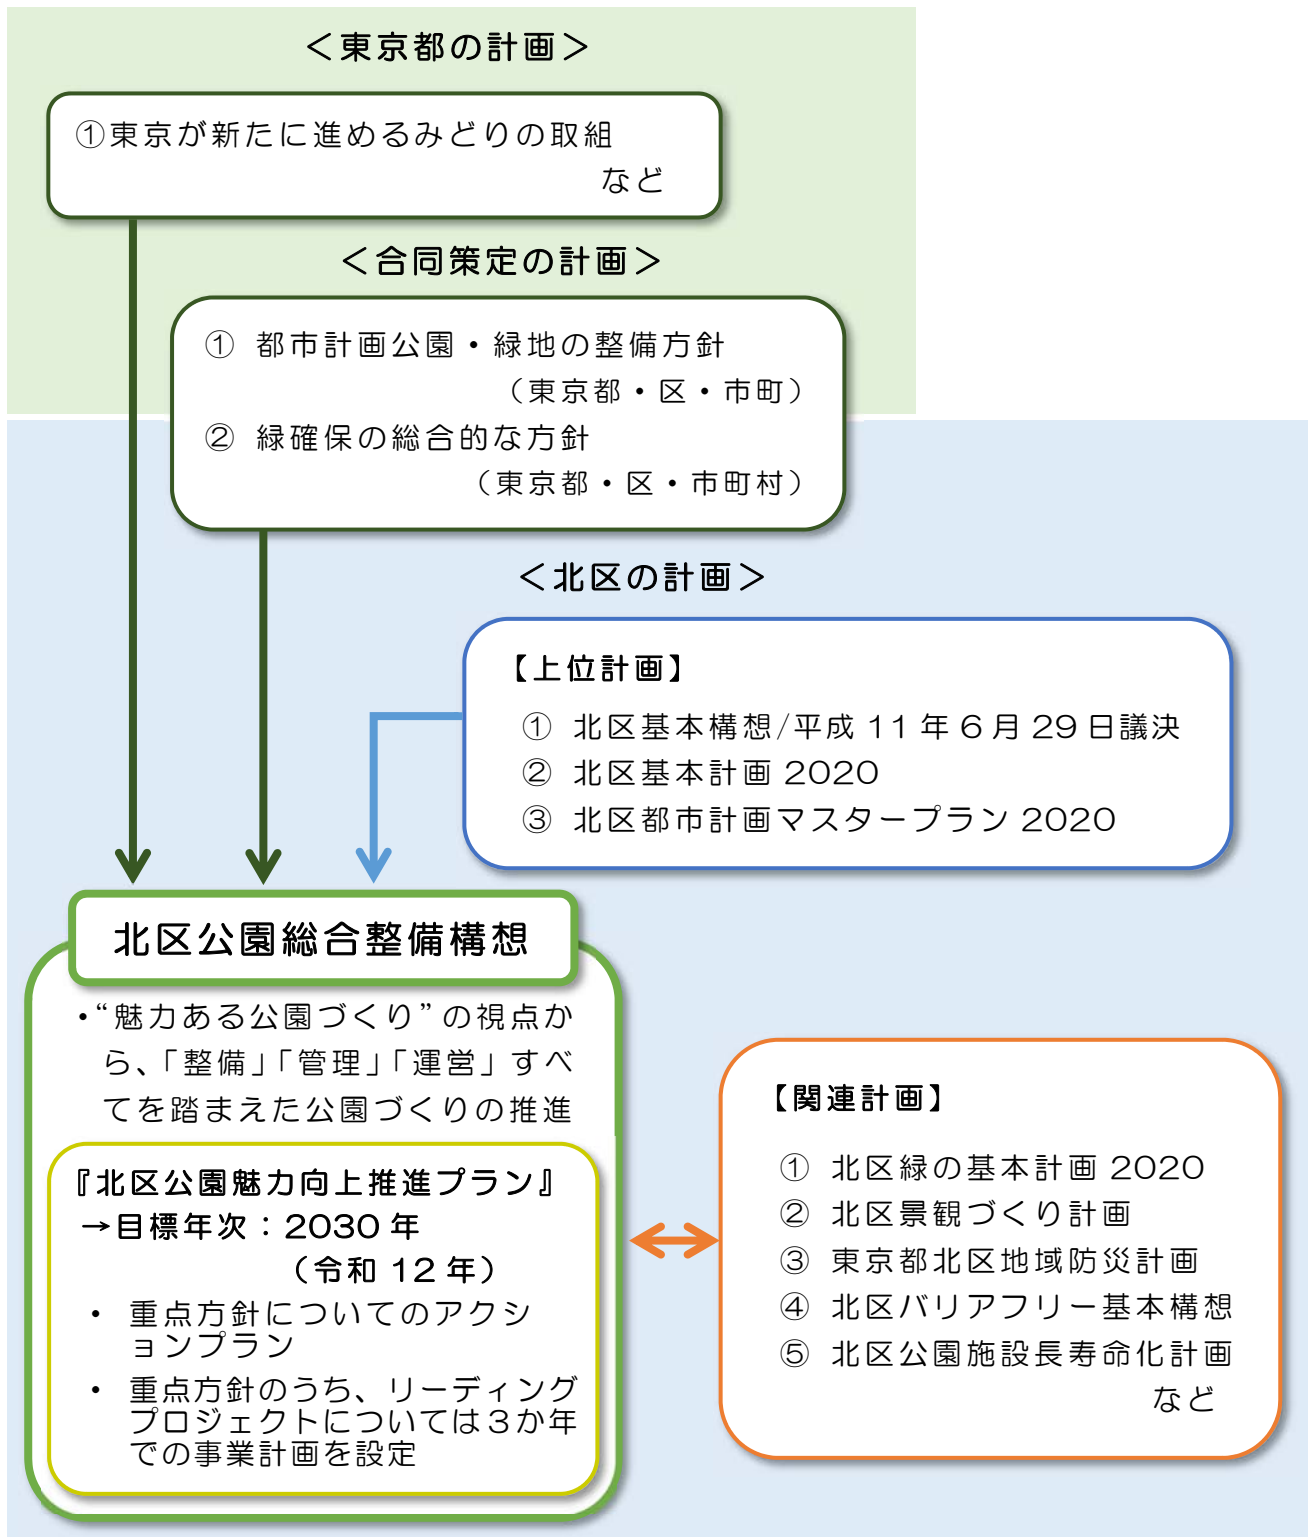 ＜東京都の計画＞
①東京が新たに進めるみどりの取組
など
＜合同策定の計画＞
① 都市計画公園・緑地の整備方針
（東京都・区・市町）
② 緑確保の総合的な方針
（東京都・区・市町村）
＜北区の計画＞
【上位計画】
① 北区基本構想/平成 11 年 6 月 29 日議決
② 北区基本計画 2020
③ 北区都市計画マスタープラン 2020
北区公園総合整備構想
・“魅力ある公園づくり”の視点か
ら、「整備」「管理」「運営」すべ
てを踏まえた公園づくりの推進
『北区公園魅力向上推進プラン』
→目標年次：2030 年
（令和 12 年）
・ 重点方針についてのアクシ
ョンプラン
・ 重点方針のうち、リーディング
プロジェクトについては３か年
での事業計画を設定
【関連計画】
① 北区緑の基本計画 2020
② 北区景観づくり計画
③ 東京都北区地域防災計画
④ 北区バリアフリー基本構想
⑤ 北区公園施設長寿命化計画
など